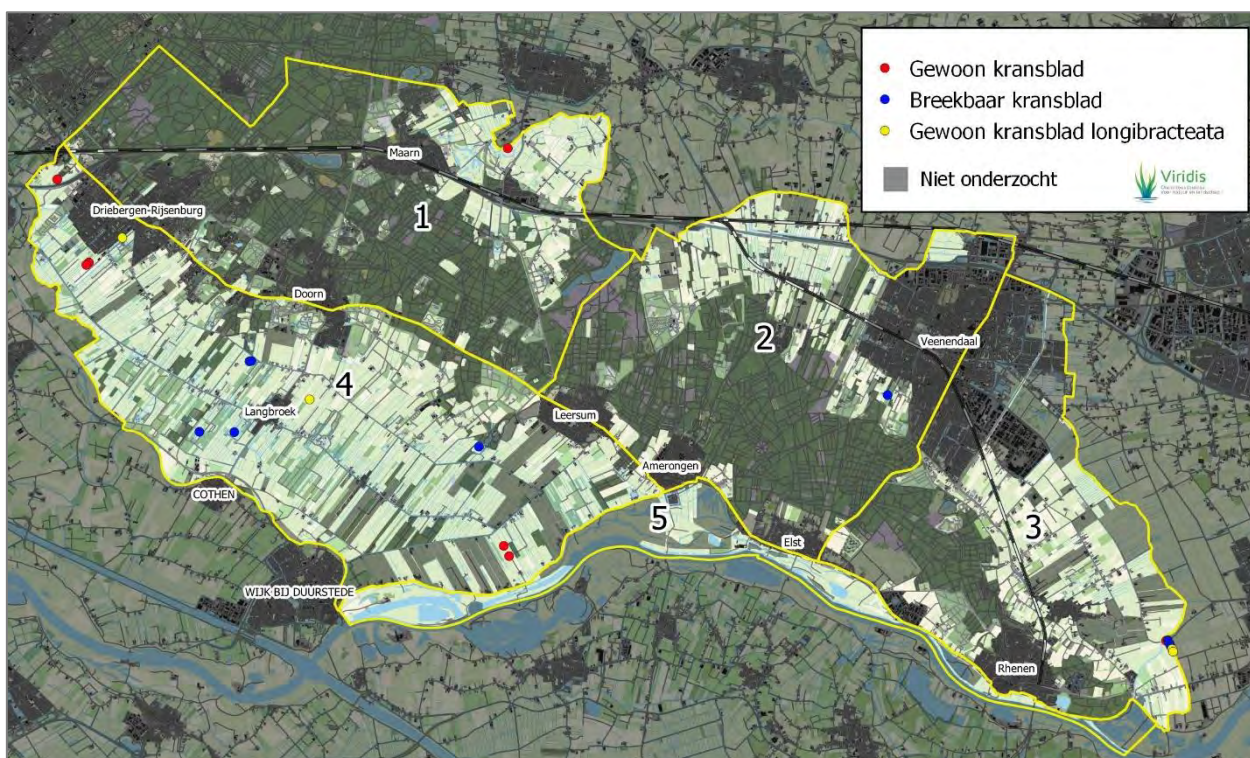 Gewoon kransblad
Breekbaar kransblad
Gewoon kransblad longibracteata
Niet onderzocht
Viridis
Maarn
1
Driebergen-Rijsenburg
Doorn
2
Veenendaal
4
Langbroek
Leersum
Amerongen
COTHEN
5
Elst
3
WIJK BIJ DUURSTEDE
Rhenen